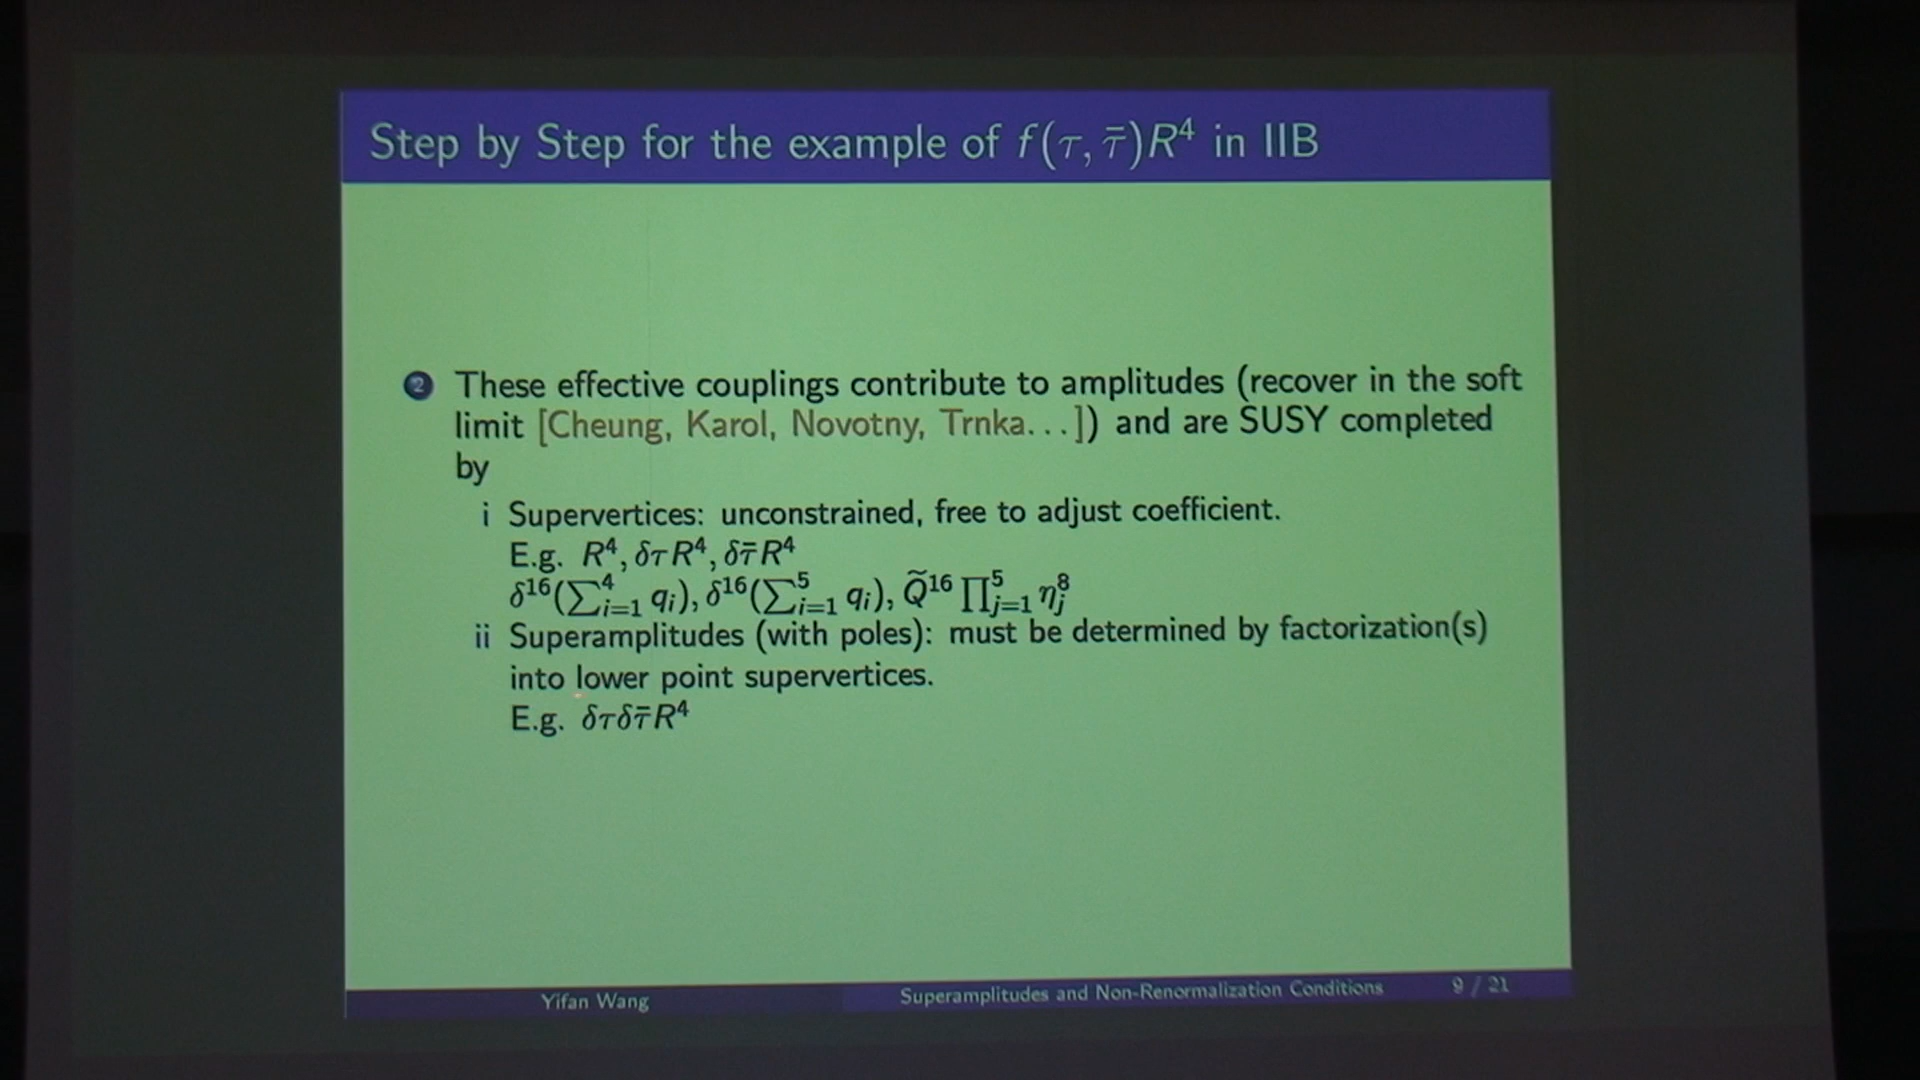 Step by Step for the example of f(τ, τ̄)R⁴ in IIB
2 These effective couplings contribute to amplitudes (recover in the soft
limit [Cheung, Karol, Novotny, Trnka...]) and are SUSY completed
by
i Supervertices: unconstrained, free to adjust coefficient.
E.g. R⁴, δτR⁴, δτ̄R⁴
δ¹⁶(∑⁴ᵢ₌₁ qᵢ), δ¹⁶(∑⁵ᵢ₌₁ qᵢ), Q̃¹⁶ ∏⁵ⱼ₌₁ ηⱼ⁸
ii Superamplitudes (with poles): must be determined by factorization(s)
into lower point supervertices.
E.g. δτδτ̄R⁴
Yifan Wang Superamplitudes and Non-Renormalization Conditions 9 / 21